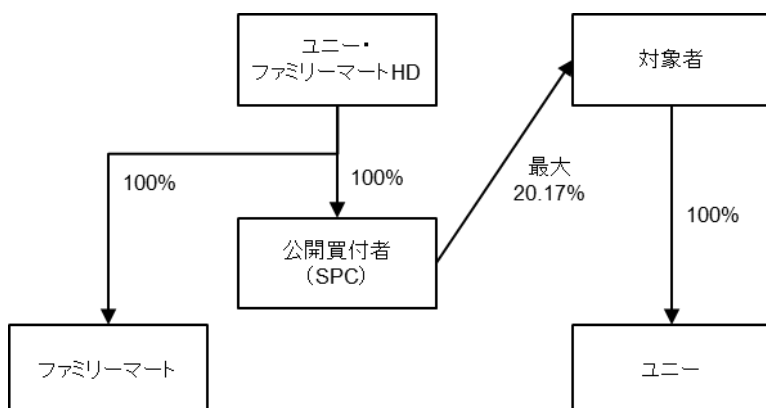 ユニー・
ファミリーマートHD
対象者
100%
100%
最大
20.17%
100%
公開買付者
（SPC）
ファミリーマート
ユニー